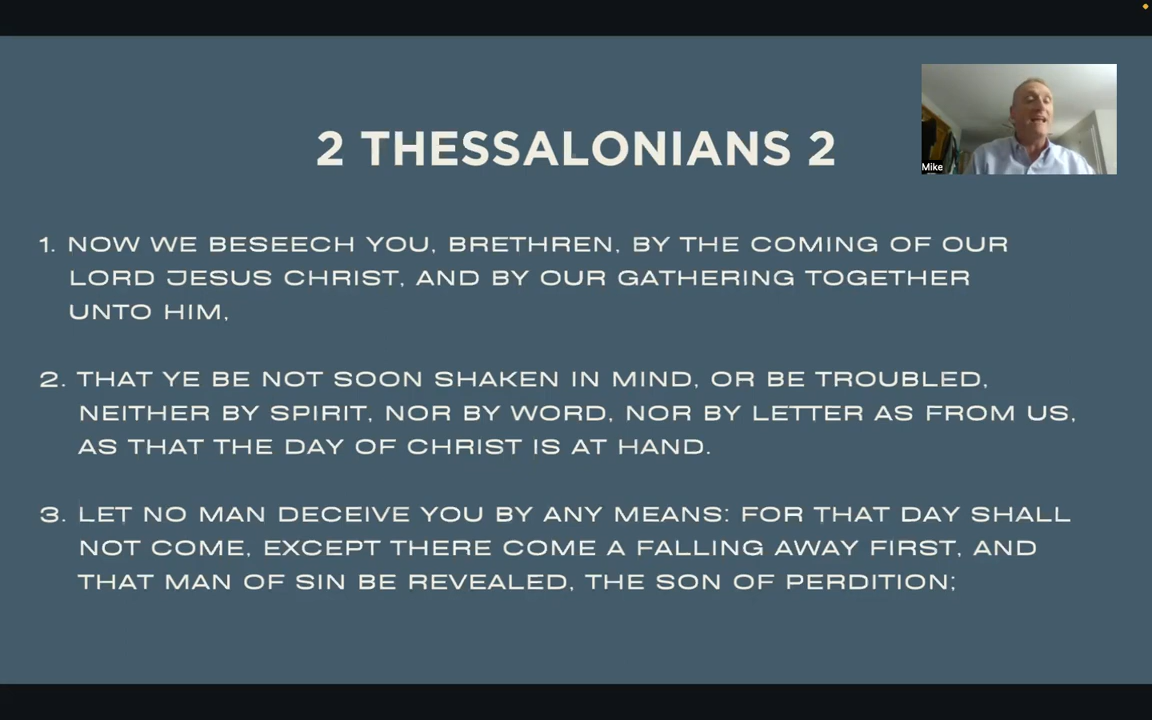 2 THESSALONIANS 2
Mike
1. NOW WE BESEECH YOU, BRETHREN, BY THE COMING OF OUR
LORD JESUS CHRIST, AND BY OUR GATHERING TOGETHER
UNTO HIM,
2. THAT YE BE NOT SOON SHAKEN IN MIND, OR BE TROUBLED,
NEITHER BY SPIRIT, NOR BY WORD, NOR BY LETTER AS FROM US,
AS THAT THE DAY OF CHRIST IS AT HAND.
3. LET NO MAN DECEIVE YOU BY ANY MEANS: FOR THAT DAY SHALL
NOT COME, EXCEPT THERE COME A FALLING AWAY FIRST, AND
THAT MAN OF SIN BE REVEALED, THE SON OF PERDITION;